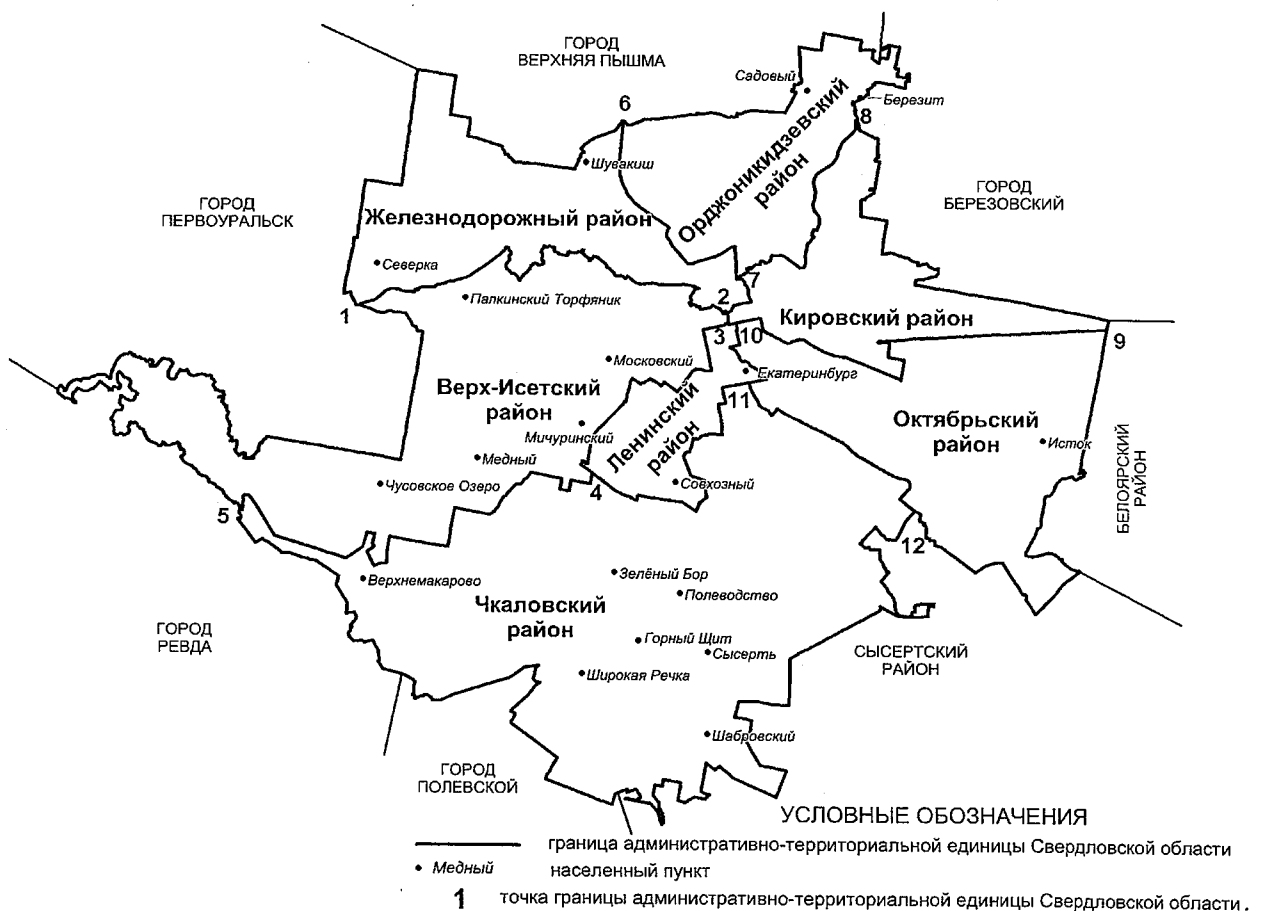 ГОРОД
ВЕРХНЯЯ ПЫШМА
Садовый
Березит
6
8
Шувакиш
Орджоникидзевский
район
ГОРОД
ПЕРВОУРАЛЬСК
ГОРОД
БЕРЕЗОВСКИЙ
Железнодорожный район
Северка
7
Палкинский Торфяник
2
1
Кировский район
3
10
9
Московский
Екатеринбург
Верх-Исетский
район
11
Ленинский
район
Октябрьский
район
Мичуринский
Исток
Медный
БЕЛОЯРСКИЙ
РАЙОН
Чусовское Озеро
4
Совхозный
5
12
Верхнемакарово
Зелёный Бор
Полеводство
Чкаловский
район
ГОРОД
РЕВДА
Горный Щит
Сысерть
СЫСЕРТСКИЙ
РАЙОН
Широкая Речка
Шабровский
ГОРОД
ПОЛЕВСКОЙ
УСЛОВНЫЕ ОБОЗНАЧЕНИЯ
граница административно-территориальной единицы Свердловской области
Медный населенный пункт
1 точка границы административно-территориальной единицы Свердловской области.